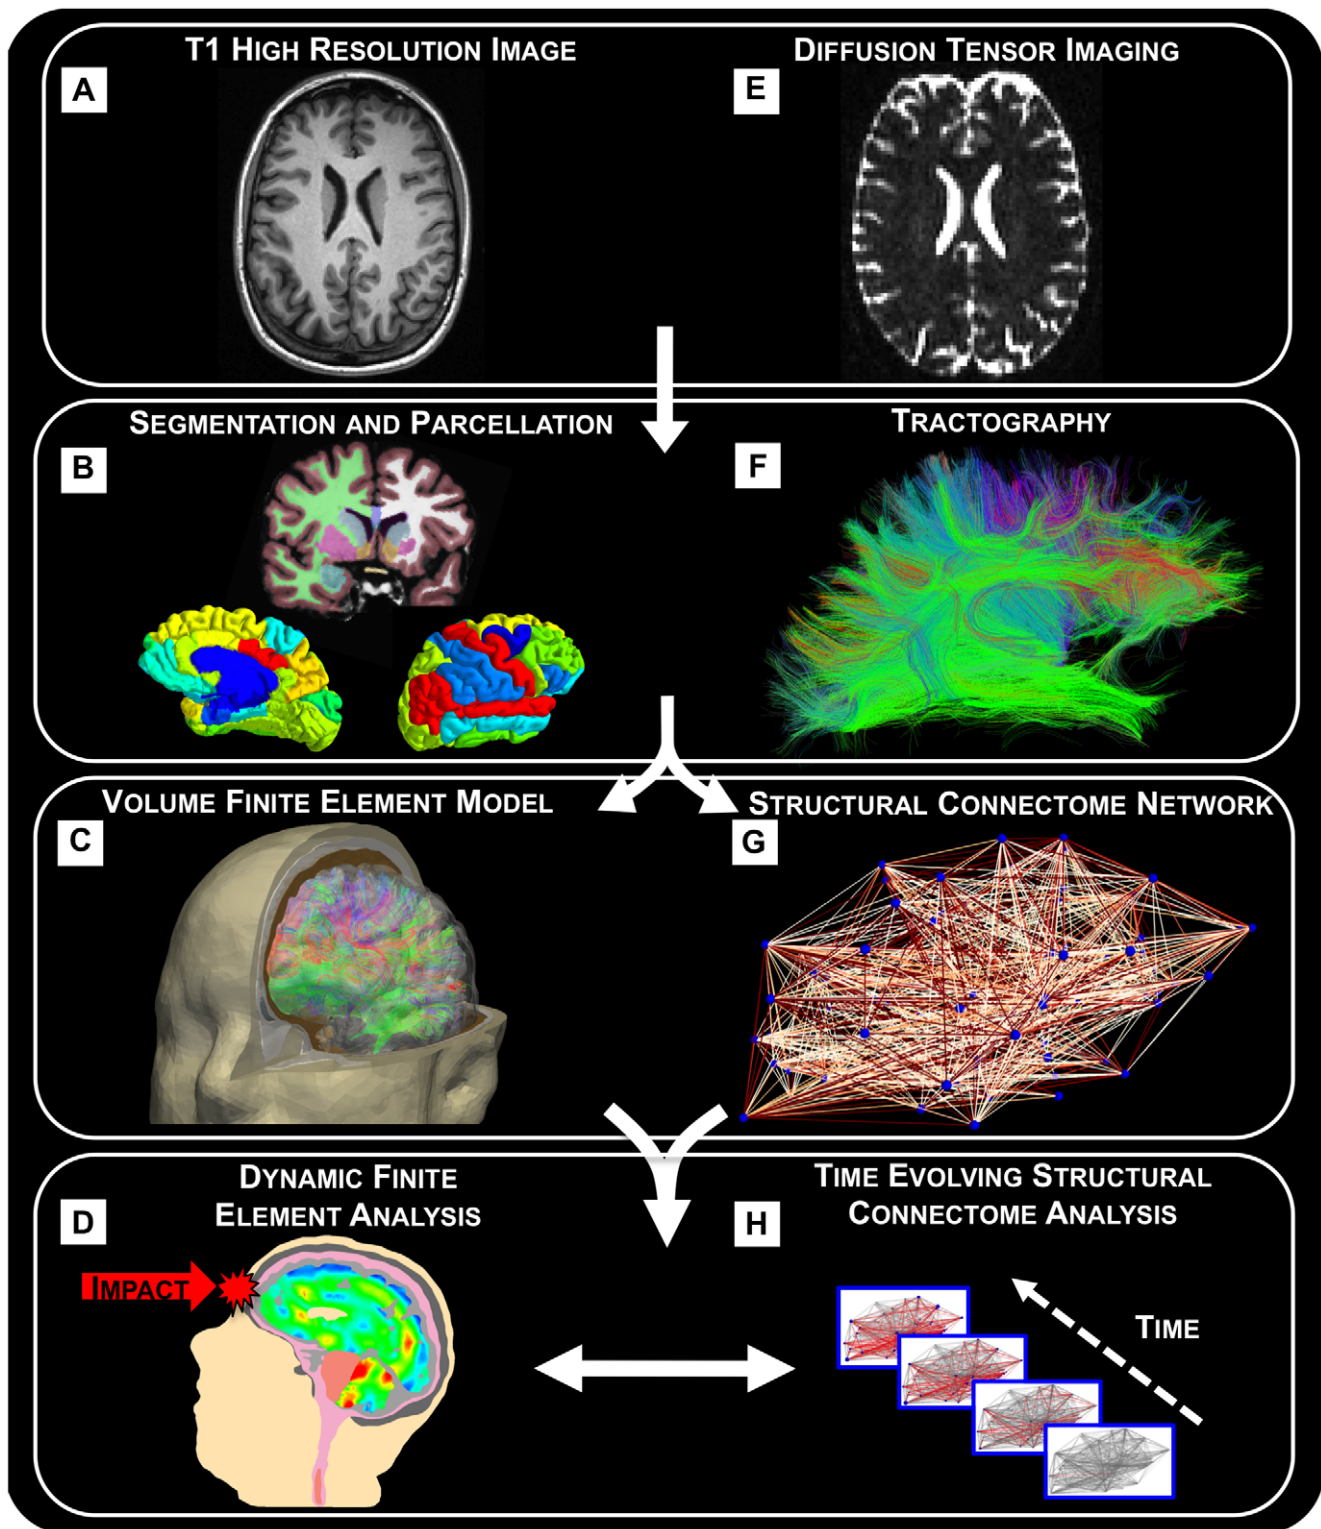 T1 HIGH RESOLUTION IMAGE
DIFFUSION TENSOR IMAGING
A
E
SEGMENTATION AND PARCELLATION
TRACTOGRAPHY
B
F
VOLUME FINITE ELEMENT MODEL
STRUCTURAL CONNECTOME NETWORK
C
G
DYNAMIC FINITE
ELEMENT ANALYSIS
TIME EVOLVING STRUCTURAL
CONNECTOME ANALYSIS
D
H
IMPACT
TIME